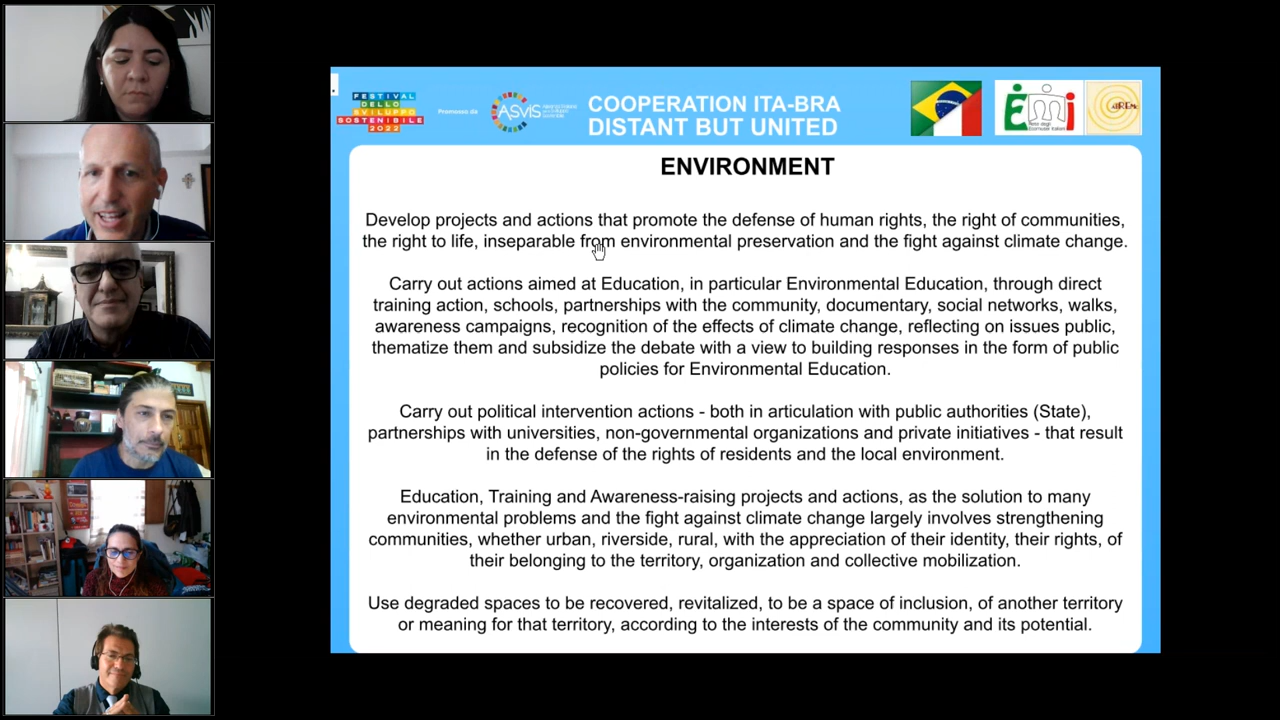 FESTIVAL
DELLO
SVILUPPO
SOSTENIBILE
2022
Promosso da
ASVIS
COOPERATION ITA-BRA
DISTANT BUT UNITED
ENVIRONMENT
Develop projects and actions that promote the defense of human rights, the right of communities,
the right to life, inseparable from environmental preservation and the fight against climate change.
Carry out actions aimed at Education, in particular Environmental Education, through direct
training action, schools, partnerships with the community, documentary, social networks, walks,
awareness campaigns, recognition of the effects of climate change, reflecting on issues public,
thematize them and subsidize the debate with a view to building responses in the form of public
policies for Environmental Education.
Carry out political intervention actions - both in articulation with public authorities (State),
partnerships with universities, non-governmental organizations and private initiatives - that result
in the defense of the rights of residents and the local environment.
Education, Training and Awareness-raising projects and actions, as the solution to many
environmental problems and the fight against climate change largely involves strengthening
communities, whether urban, riverside, rural, with the appreciation of their identity, their rights, of
their belonging to the territory, organization and collective mobilization.
Use degraded spaces to be recovered, revitalized, to be a space of inclusion, of another territory
or meaning for that territory, according to the interests of the community and its potential.